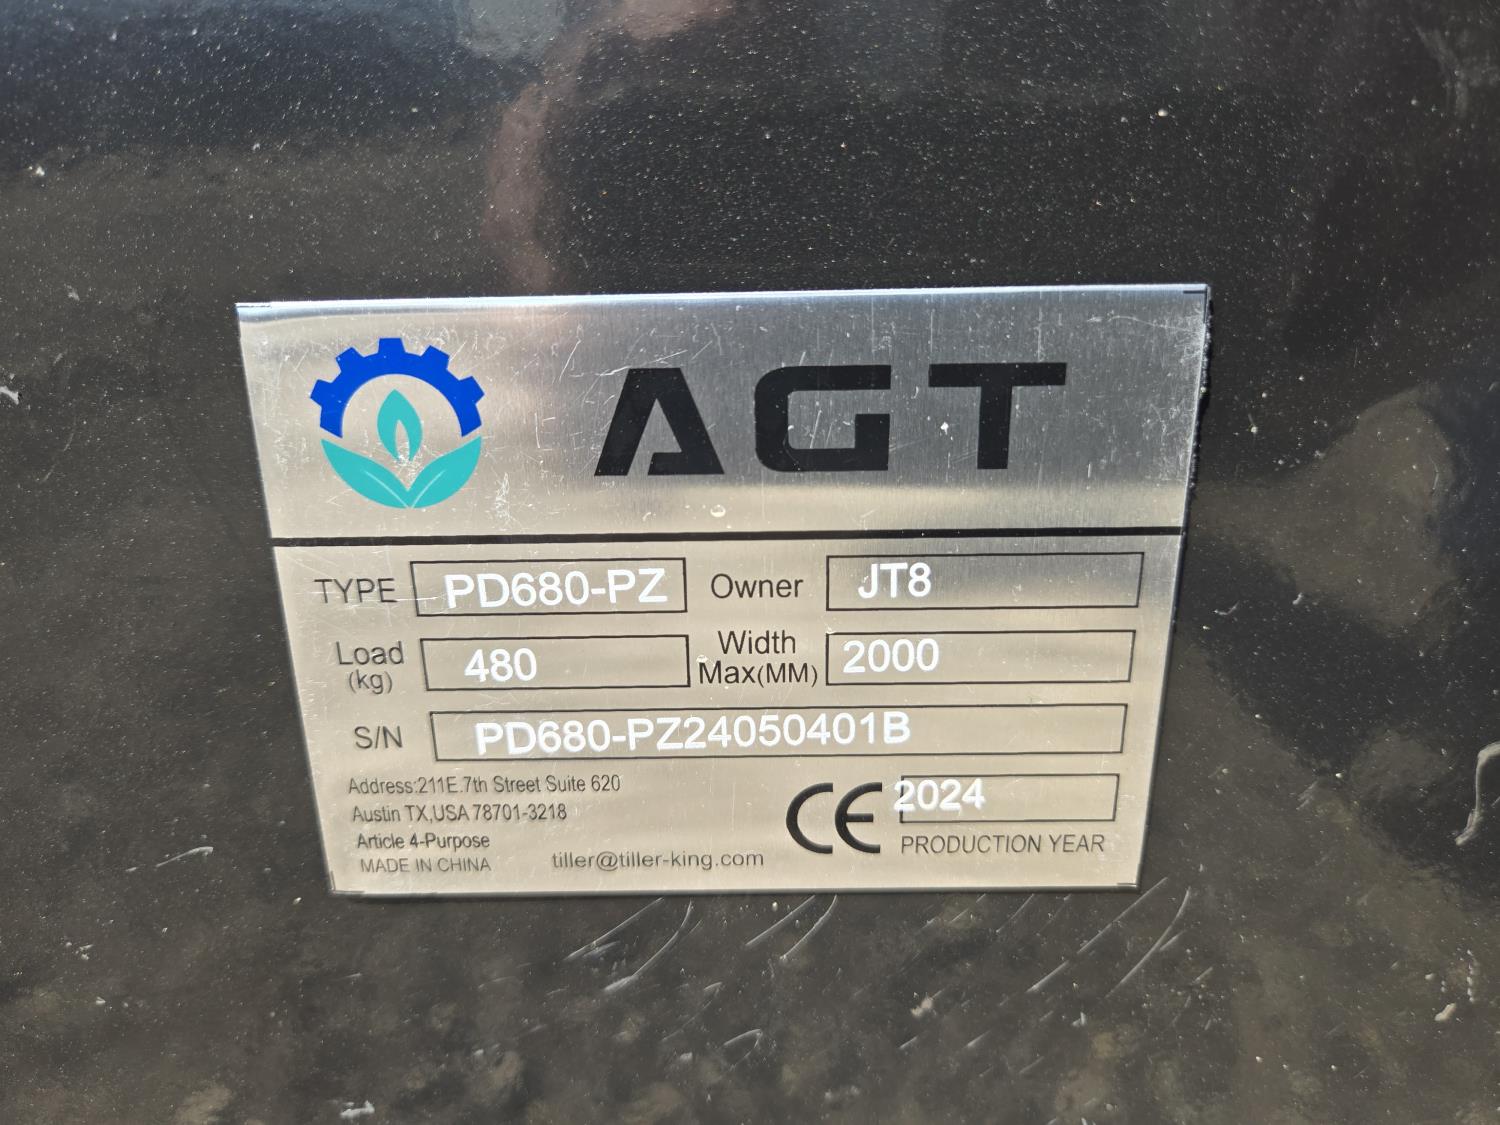 AGT
TYPE PD680-PZ Owner JT8
Load (kg) 480 Width Max(MM) 2000
S/N PD680-PZ24050401B
Address:211E.7th Street Suite 620
Austin TX,USA 78701-3218
Article 4-Purpose
MADE IN CHINA
tiller@tiller-king.com
CE 2024
PRODUCTION YEAR